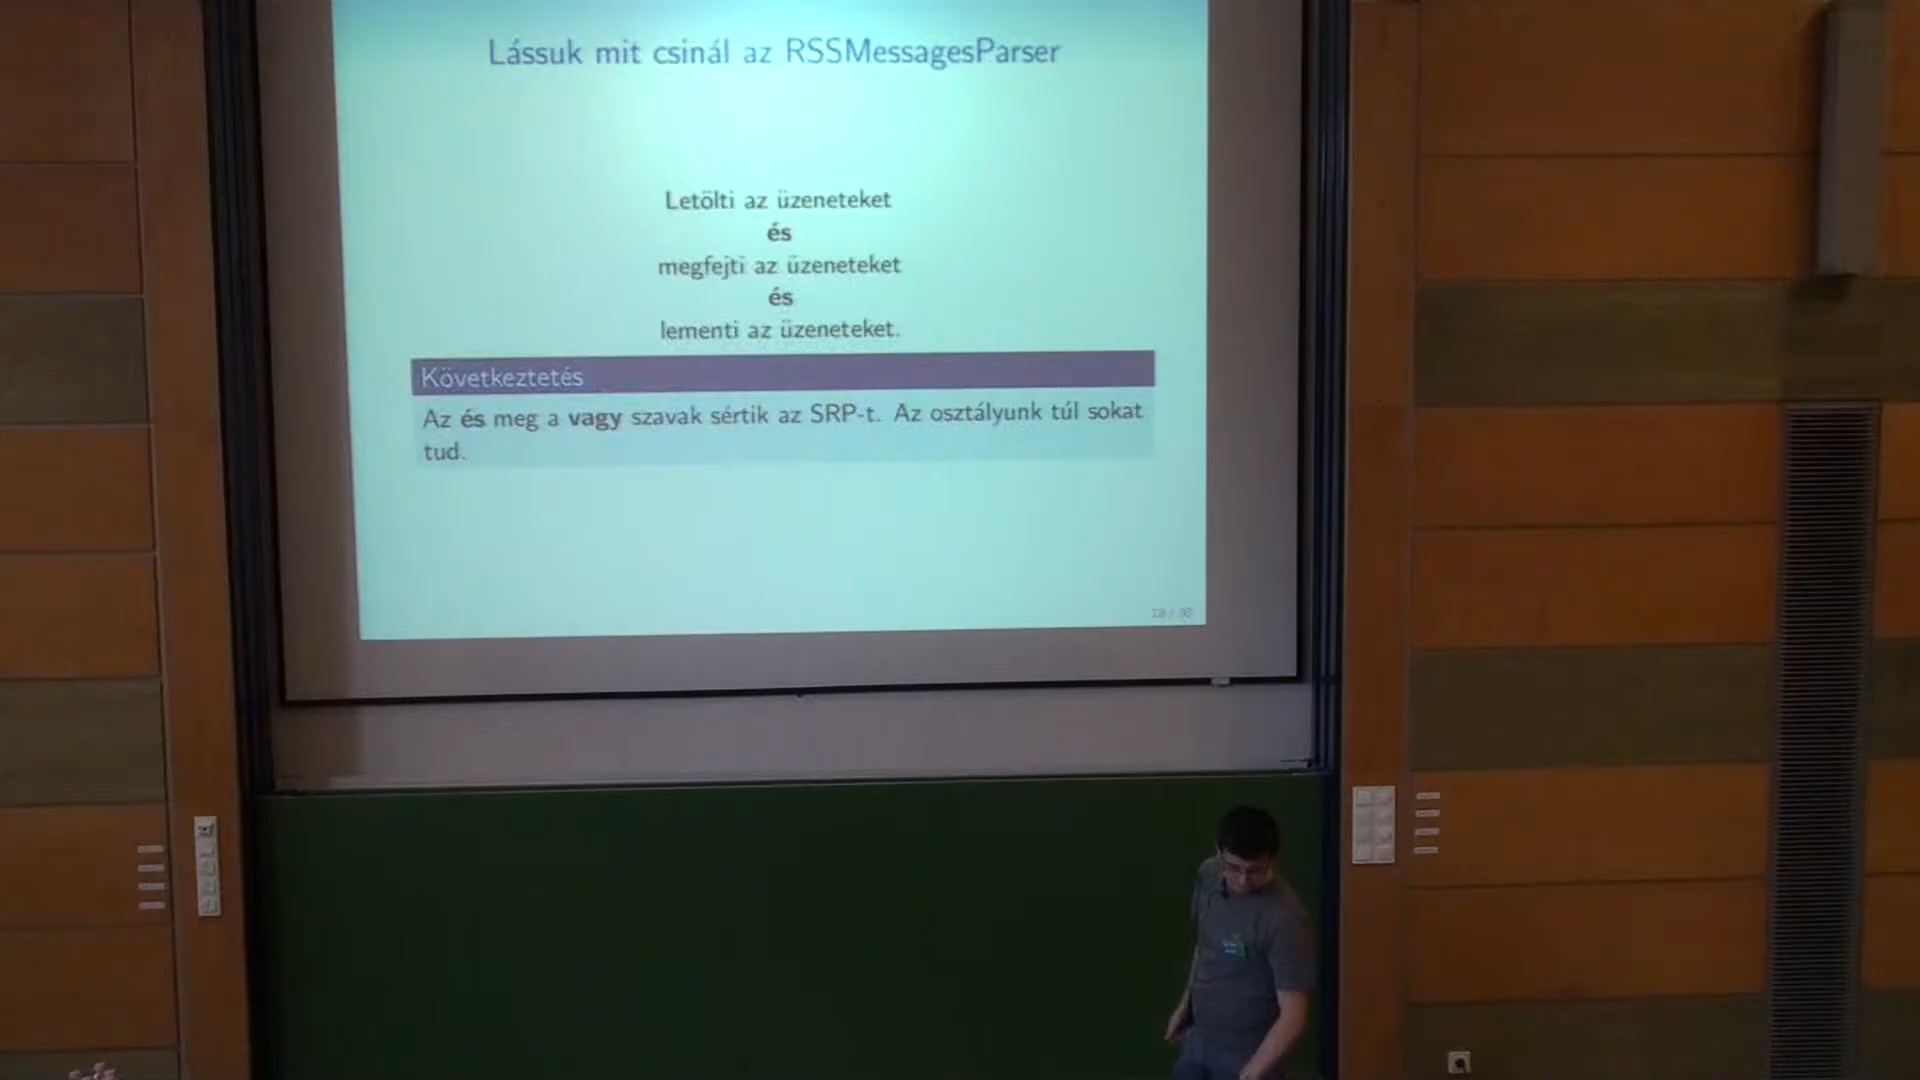 Lássuk mit csinál az RSSMessagesParser
Letölti az üzeneteket
és
megfejti az üzeneteket
és
lementi az üzeneteket.
Következtetés
Az és meg a vagy szavak sértik az SRP-t. Az osztályunk túl sokat
tud.